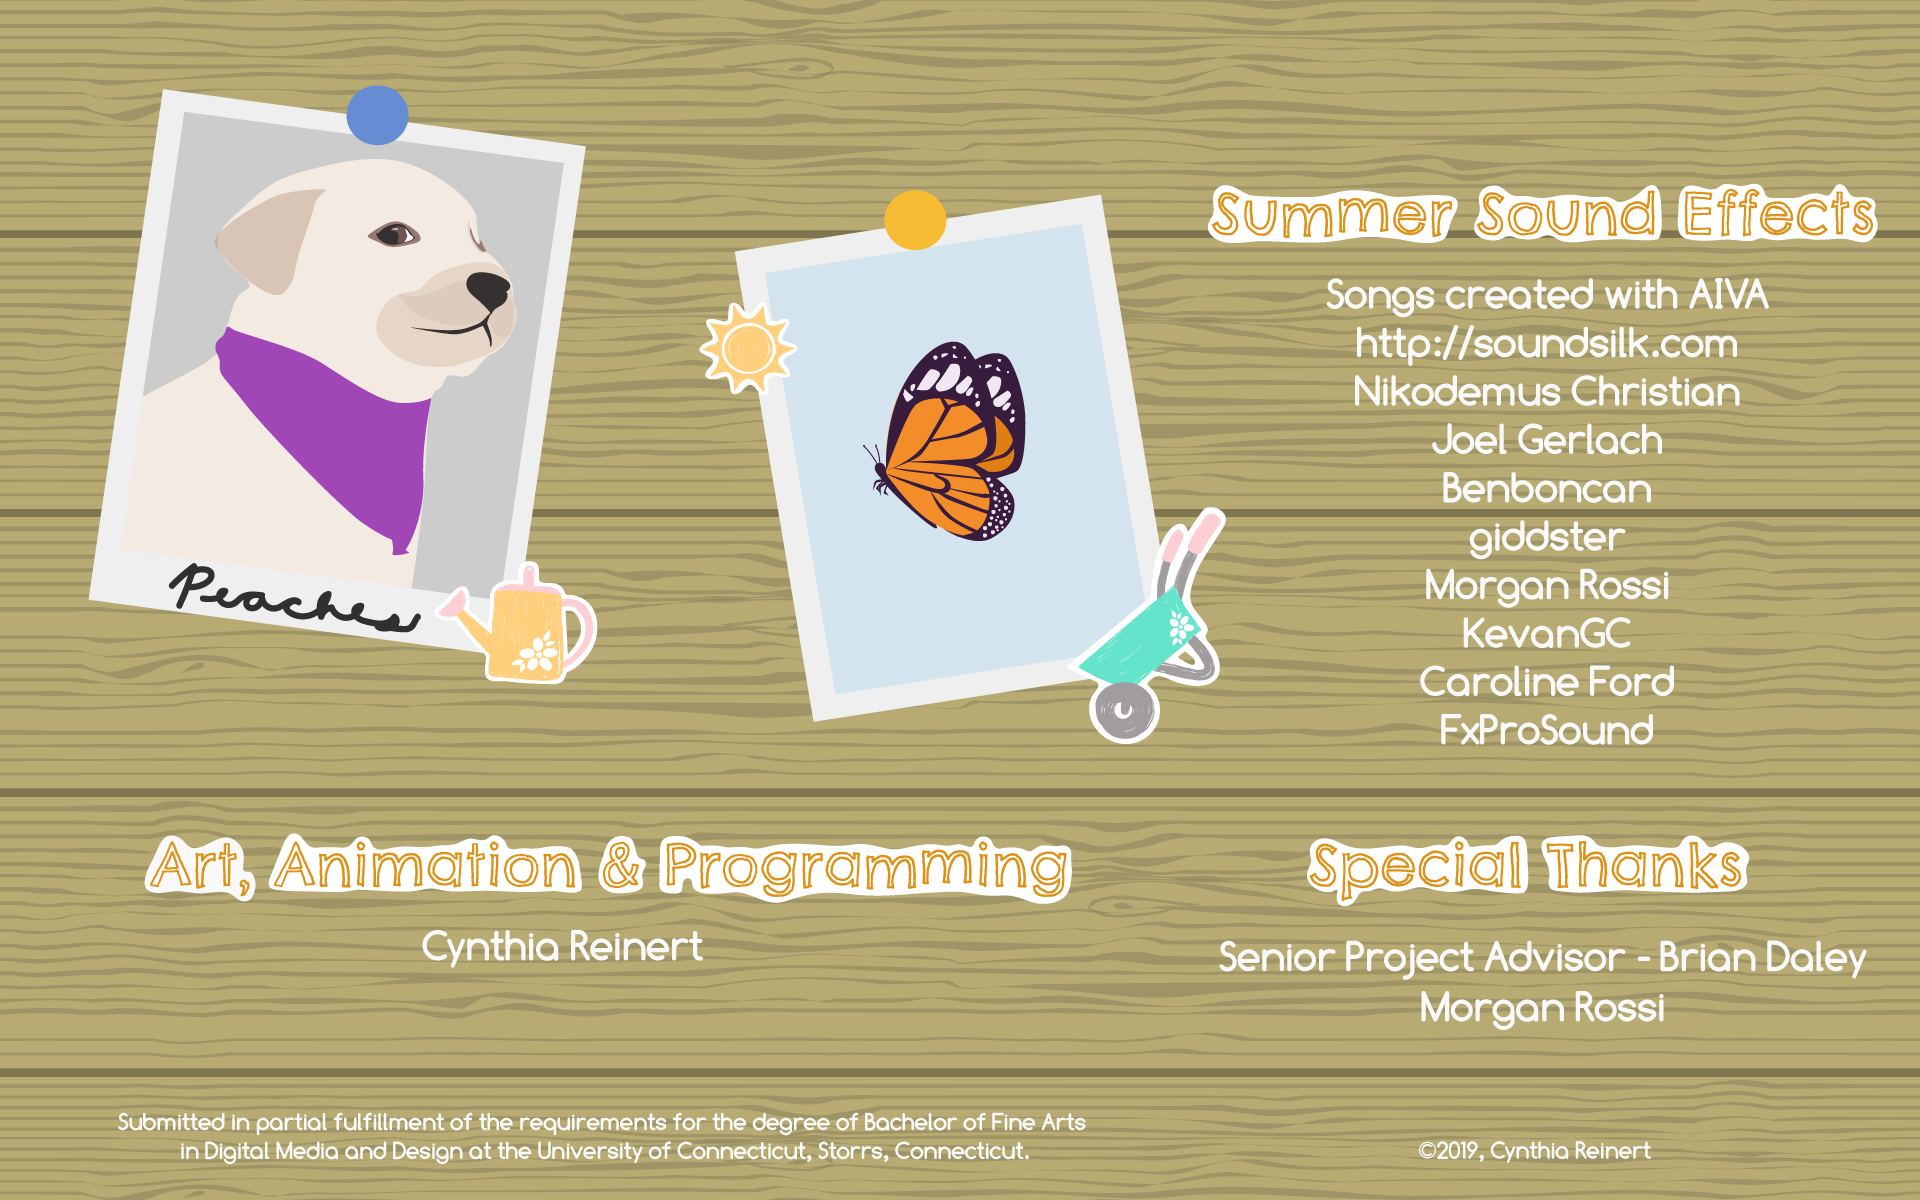 Peaches
Summer Sound Effects
Songs created with AIVA
http://soundsilk.com
Nikodemus Christian
Joel Gerlach
Benboncan
giddster
Morgan Rossi
KevanGC
Caroline Ford
FxProSound
Art, Animation & Programming
Cynthia Reinert
Special Thanks
Senior Project Advisor - Brian Daley
Morgan Rossi
Submitted in partial fulfillment of the requirements for the degree of Bachelor of Fine Arts
in Digital Media and Design at the University of Connecticut, Storrs, Connecticut.
©2019, Cynthia Reinert